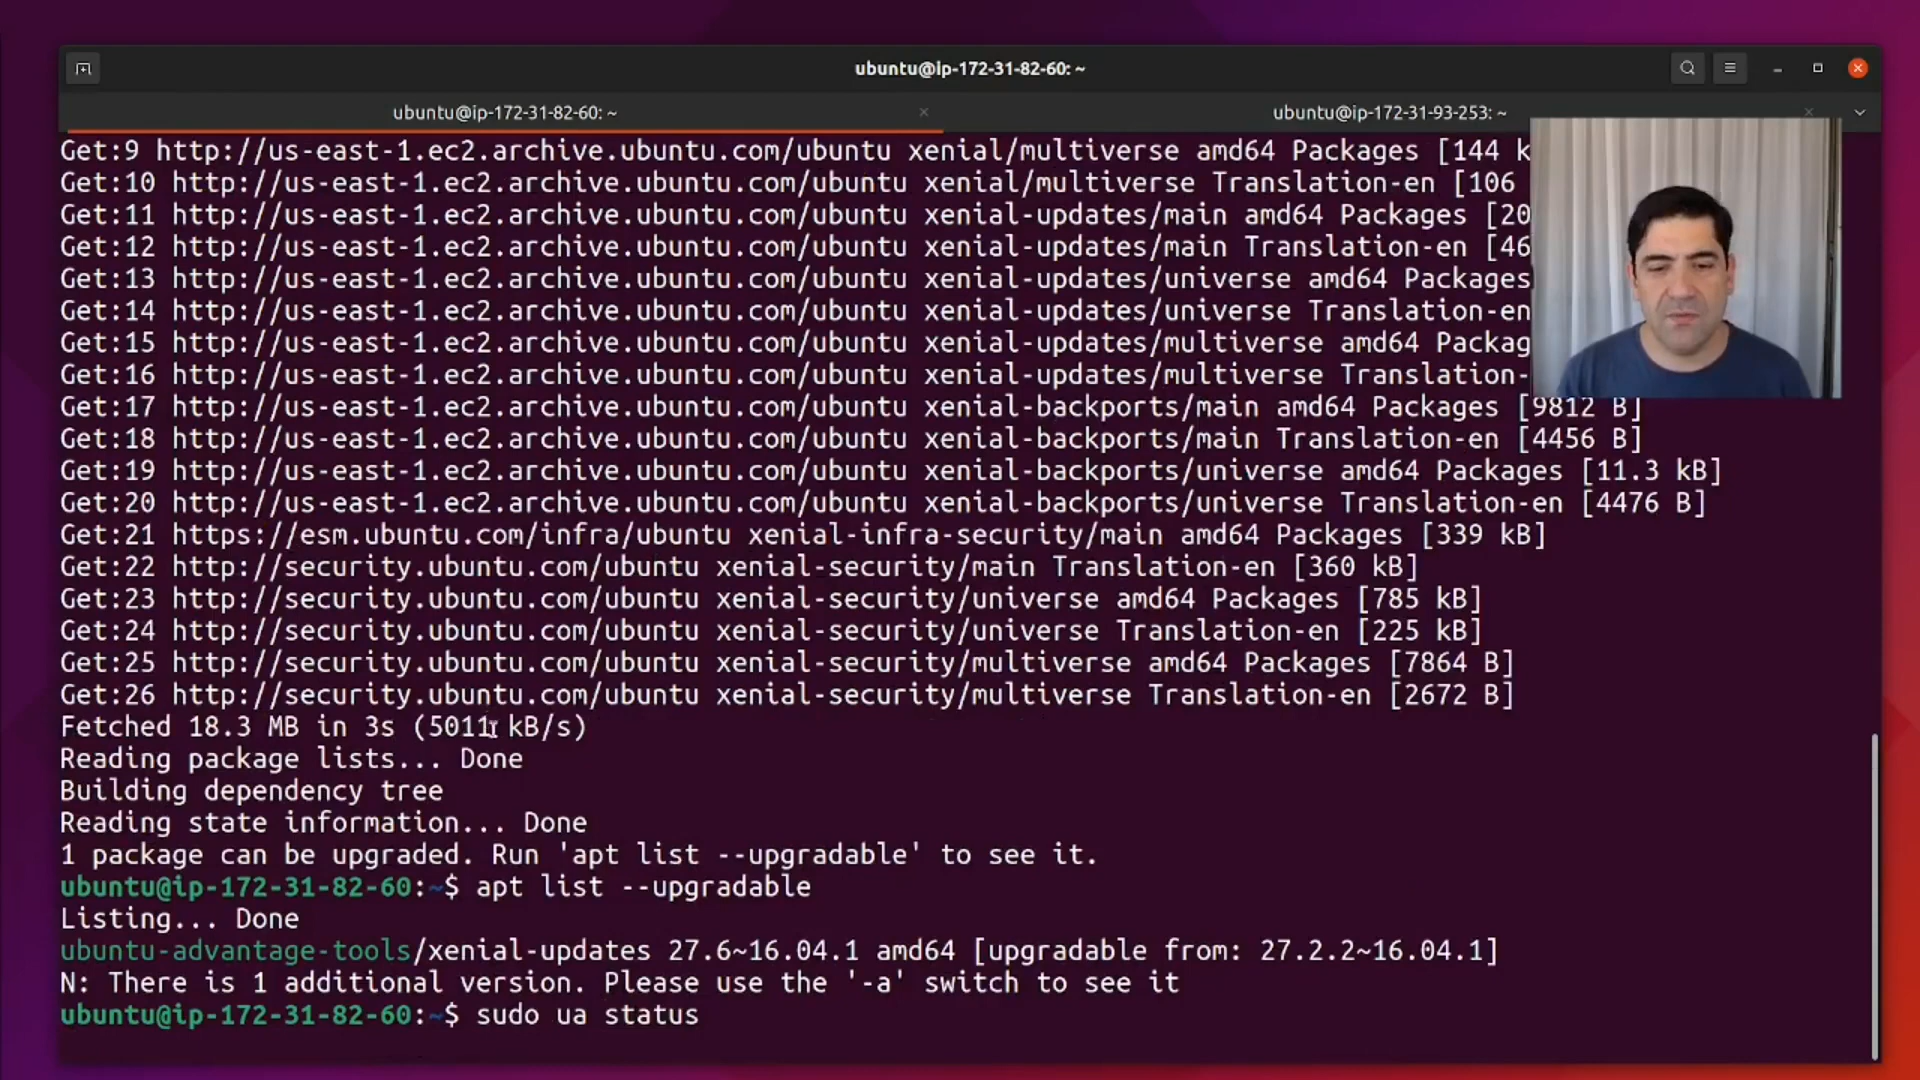 ubuntu@ip-172-31-82-60: ~
ubuntu@ip-172-31-82-60: ~
ubuntu@ip-172-31-93-253: ~
Get:9 http://us-east-1.ec2.archive.ubuntu.com/ubuntu xenial/multiverse amd64 Packages [144 k
Get:10 http://us-east-1.ec2.archive.ubuntu.com/ubuntu xenial/multiverse Translation-en [106
Get:11 http://us-east-1.ec2.archive.ubuntu.com/ubuntu xenial-updates/main amd64 Packages [20
Get:12 http://us-east-1.ec2.archive.ubuntu.com/ubuntu xenial-updates/main Translation-en [46
Get:13 http://us-east-1.ec2.archive.ubuntu.com/ubuntu xenial-updates/universe amd64 Packages
Get:14 http://us-east-1.ec2.archive.ubuntu.com/ubuntu xenial-updates/universe Translation-en
Get:15 http://us-east-1.ec2.archive.ubuntu.com/ubuntu xenial-updates/multiverse amd64 Packag
Get:16 http://us-east-1.ec2.archive.ubuntu.com/ubuntu xenial-updates/multiverse Translation-
Get:17 http://us-east-1.ec2.archive.ubuntu.com/ubuntu xenial-backports/main amd64 Packages [9812 B]
Get:18 http://us-east-1.ec2.archive.ubuntu.com/ubuntu xenial-backports/main Translation-en [4456 B]
Get:19 http://us-east-1.ec2.archive.ubuntu.com/ubuntu xenial-backports/universe amd64 Packages [11.3 kB]
Get:20 http://us-east-1.ec2.archive.ubuntu.com/ubuntu xenial-backports/universe Translation-en [4476 B]
Get:21 https://esm.ubuntu.com/infra/ubuntu xenial-infra-security/main amd64 Packages [339 kB]
Get:22 http://security.ubuntu.com/ubuntu xenial-security/main Translation-en [360 kB]
Get:23 http://security.ubuntu.com/ubuntu xenial-security/universe amd64 Packages [785 kB]
Get:24 http://security.ubuntu.com/ubuntu xenial-security/universe Translation-en [225 kB]
Get:25 http://security.ubuntu.com/ubuntu xenial-security/multiverse amd64 Packages [7864 B]
Get:26 http://security.ubuntu.com/ubuntu xenial-security/multiverse Translation-en [2672 B]
Fetched 18.3 MB in 3s (5011 kB/s)
Reading package lists... Done
Building dependency tree
Reading state information... Done
1 package can be upgraded. Run 'apt list --upgradable' to see it.
ubuntu@ip-172-31-82-60:~$ apt list --upgradable
Listing... Done
ubuntu-advantage-tools/xenial-updates 27.6~16.04.1 amd64 [upgradable from: 27.2.2~16.04.1]
N: There is 1 additional version. Please use the '-a' switch to see it
ubuntu@ip-172-31-82-60:~$ sudo ua status